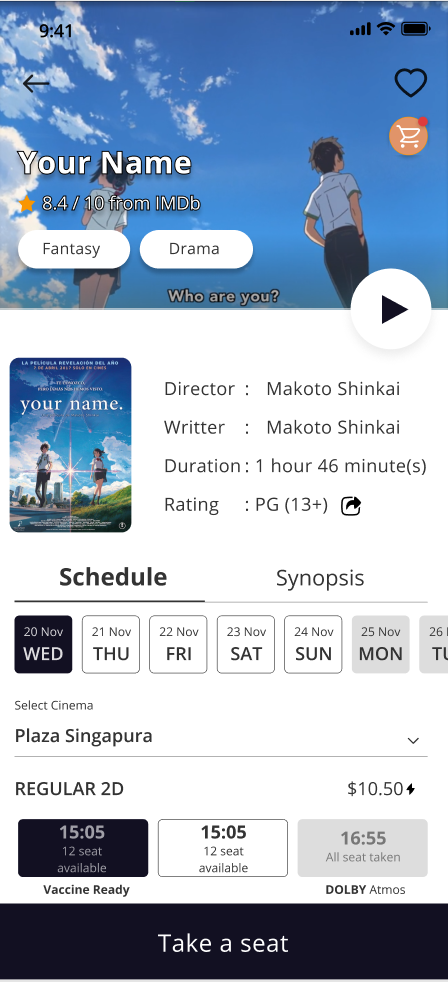 9:41
Your Name
8.4 / 10 from IMDb
Fantasy
Drama
Who are you?
LA PELÍCULA REVELACIÓN DEL AÑO
7 DE ABRIL 2017 SOLO EN CINES
your name.
Director : Makoto Shinkai
Writter : Makoto Shinkai
Duration : 1 hour 46 minute(s)
Rating : PG (13+)
Schedule
Synopsis
20 Nov
WED
21 Nov
THU
22 Nov
FRI
23 Nov
SAT
24 Nov
SUN
25 Nov
MON
26
TU
Select Cinema
Plaza Singapura
REGULAR 2D
$10.50
15:05
12 seat
available
Vaccine Ready
15:05
12 seat
available
16:55
All seat taken
DOLBY Atmos
Take a seat